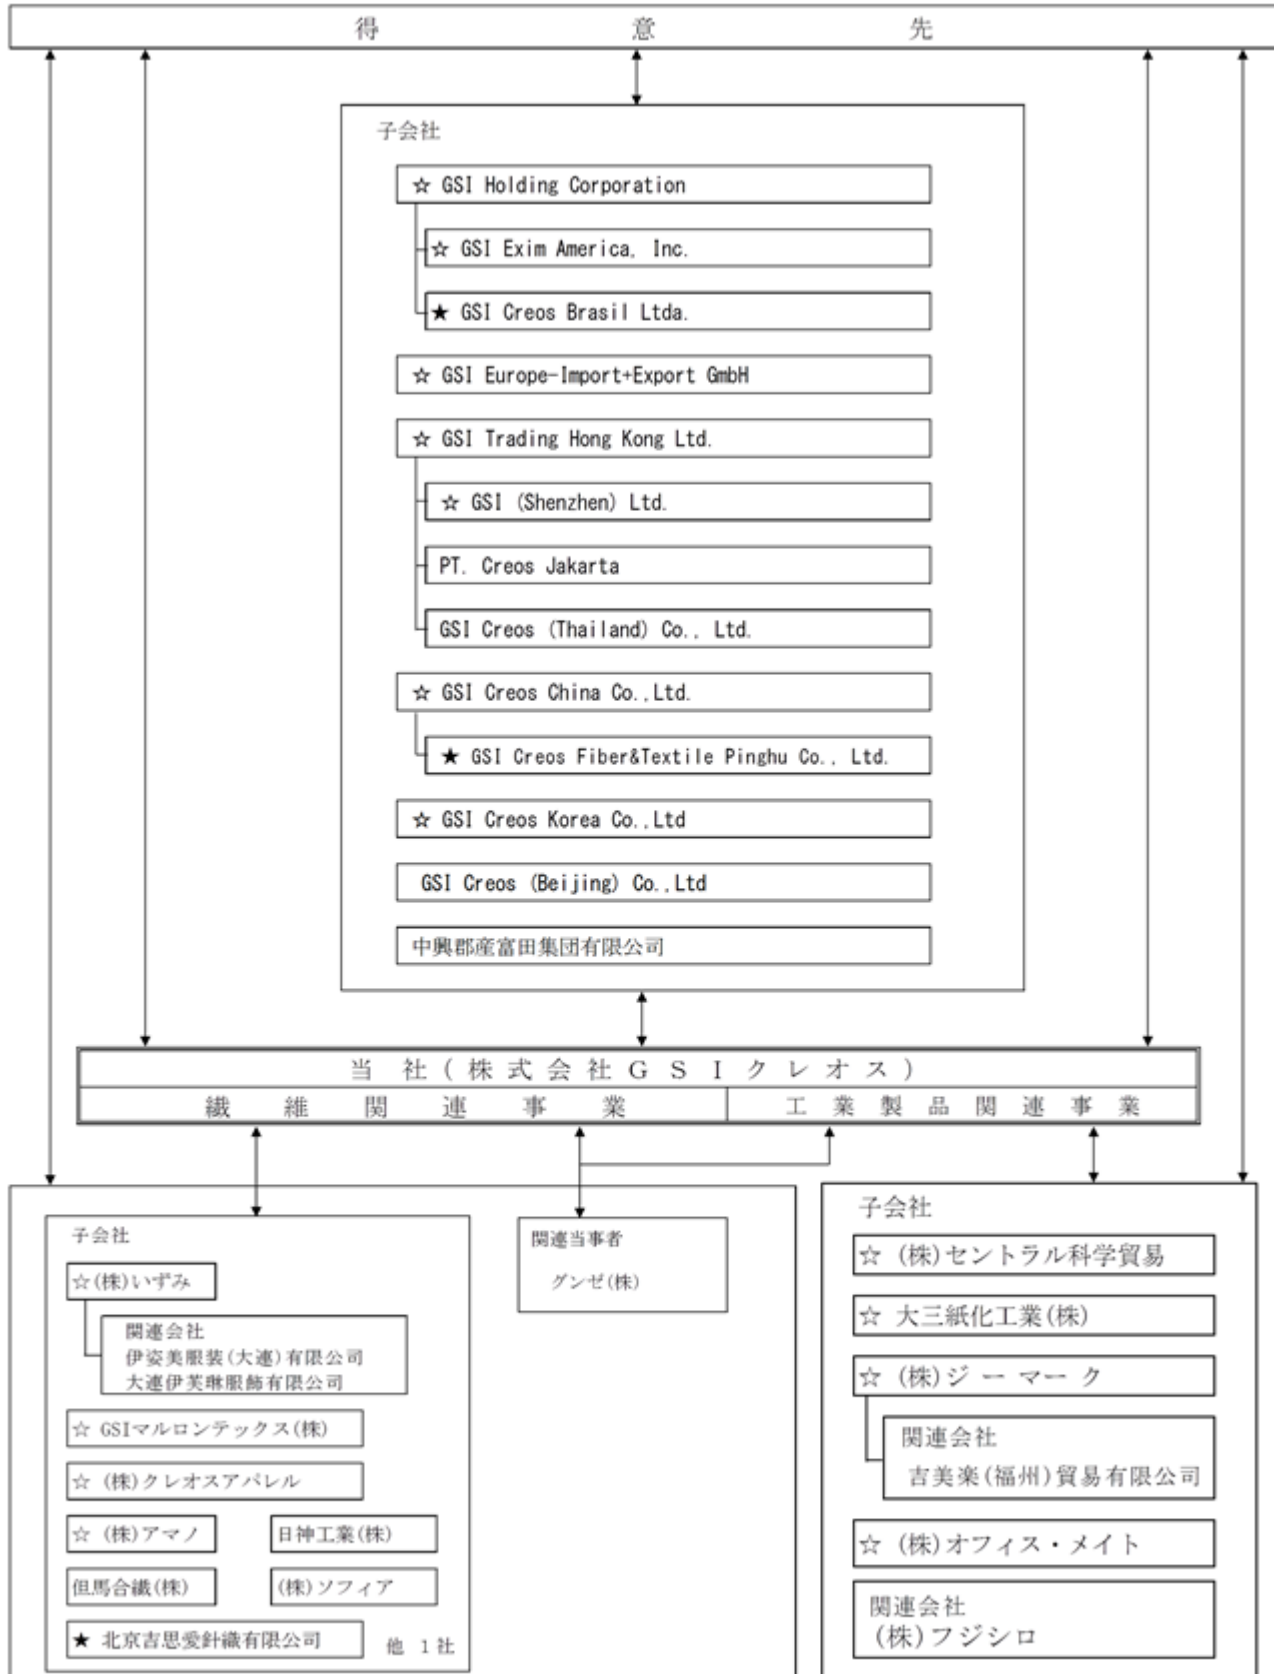 得意先
子会社
☆ GSI Holding Corporation
☆ GSI Exim America, Inc.
★ GSI Creos Brasil Ltda.
☆ GSI Europe-Import+Export GmbH
☆ GSI Trading Hong Kong Ltd.
☆ GSI (Shenzhen) Ltd.
PT. Creos Jakarta
GSI Creos (Thailand) Co., Ltd.
☆ GSI Creos China Co.,Ltd.
★ GSI Creos Fiber&Textile Pinghu Co., Ltd.
☆ GSI Creos Korea Co.,Ltd
GSI Creos (Beijing) Co.,Ltd
中興郡産富田集団有限公司
当社(株式会社GSIクレオス)
繊維関連事業
工業製品関連事業
子会社
☆(株)いずみ
関連会社
伊姿美服装(大連)有限公司
大連伊芙琳服飾有限公司
☆ GSIマルロンテックス(株)
☆ (株)クレオスアパレル
☆ (株)アマノ
日神工業(株)
但馬合繊(株)
(株)ソフィア
★ 北京吉思愛針織有限公司
他 1社
関連当事者
グンゼ(株)
子会社
☆ (株)セントラル科学貿易
☆ 大三紙化工業(株)
☆ (株)ジーマーク
関連会社
吉美楽(福州)貿易有限公司
☆ (株)オフィス・メイト
関連会社
(株)フジシロ